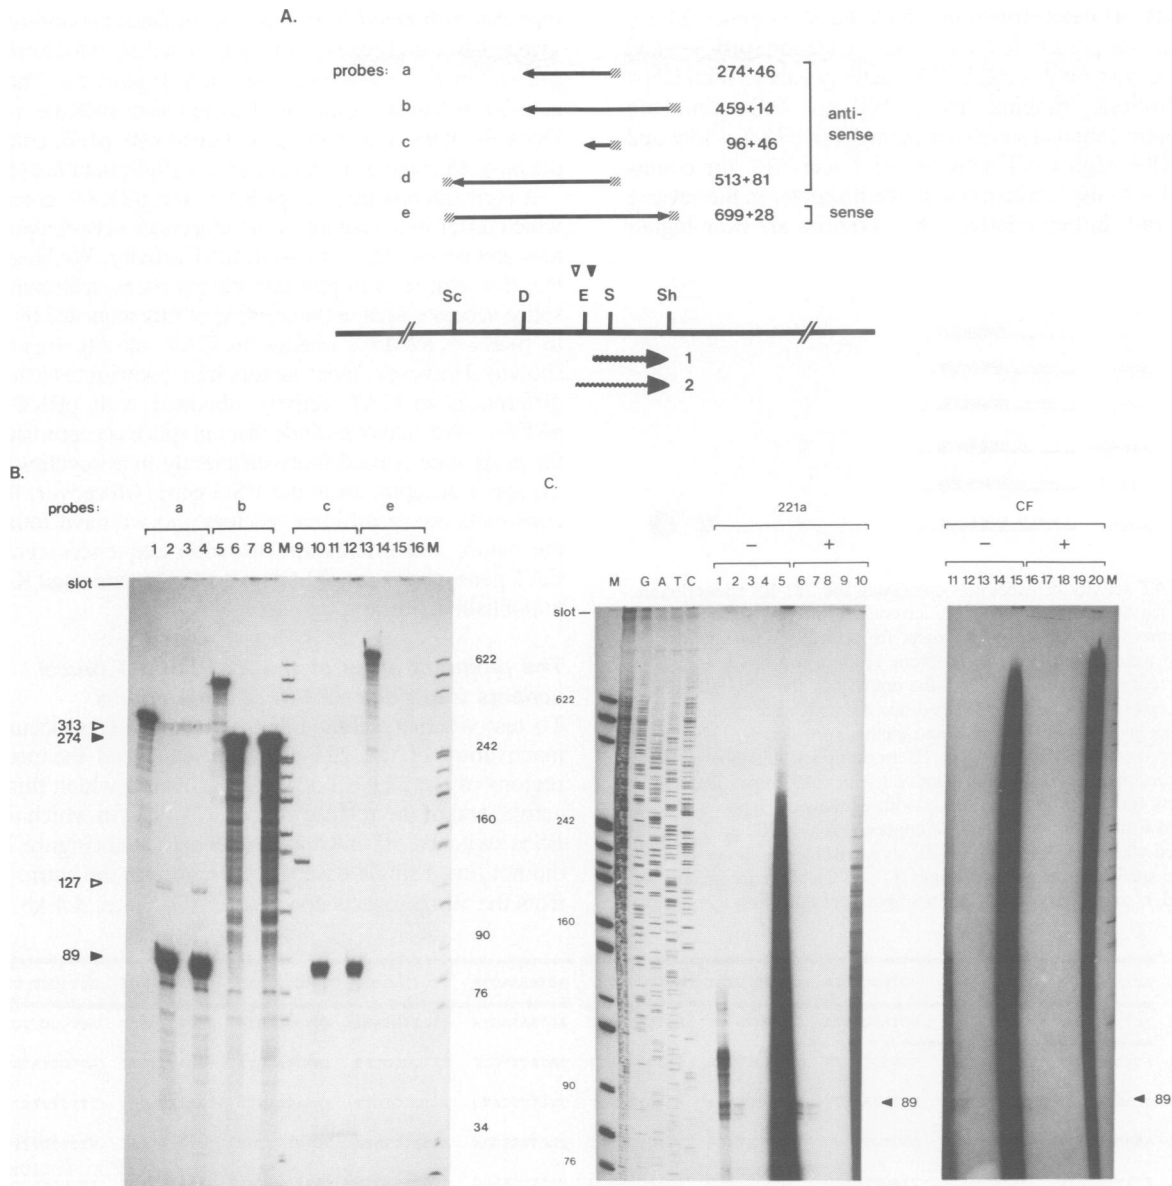 A.
probes: a 274+46
b 459+14
c 96+46
d 513+81
anti-
sense
e 699+28 sense
Sc D E S Sh
1
2
B.
probes: a b c e
1 2 3 4 5 6 7 8 M 9 10 11 12 13 14 15 16 M
slot
622
313
274
242
160
127
90
89
76
34
C.
221a
− +
M G A T C 1 2 3 4 5 6 7 8 9 10
slot
622
242
160
90
89
76
CF
− +
11 12 13 14 15 16 17 18 19 20 M
89